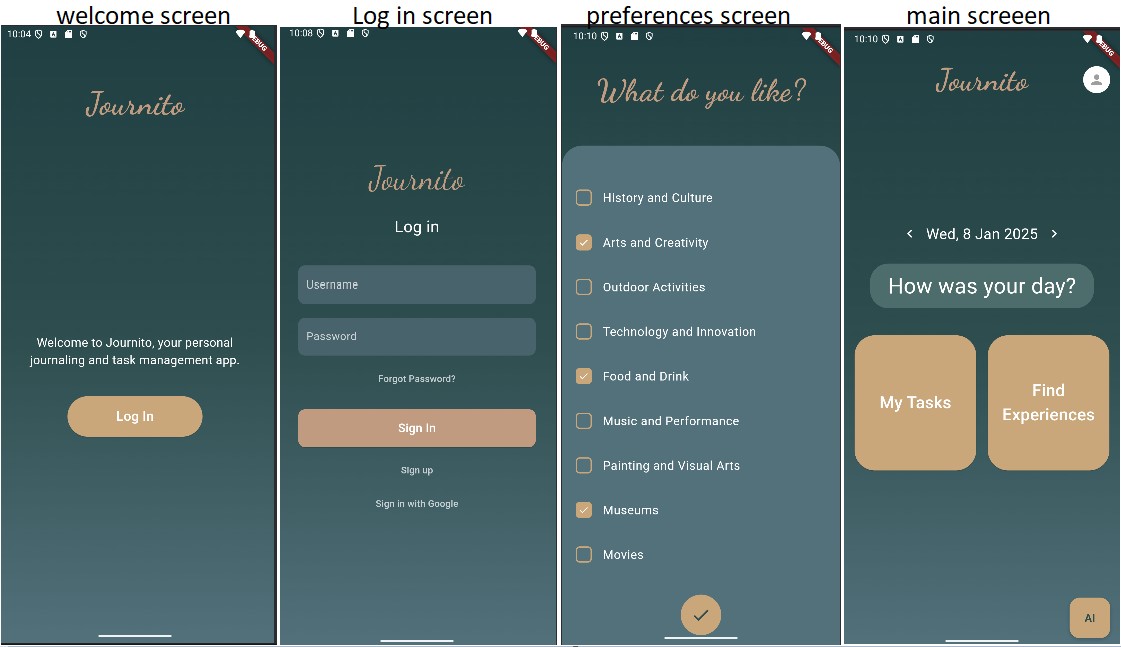 welcome screen
10:04
DEBUG
Journito
Welcome to Journito, your personal
journaling and task management app.
Log In
Log in screen
10:08
DEBUG
Journito
Log in
Username
Password
Forgot Password?
Sign In
Sign up
Sign in with Google
preferences screen
10:10
DEBUG
What do you like?
History and Culture
Arts and Creativity
Outdoor Activities
Technology and Innovation
Food and Drink
Music and Performance
Painting and Visual Arts
Museums
Movies
main screeen
10:10
DEBUG
Journito
Wed, 8 Jan 2025
How was your day?
My Tasks
Find
Experiences
AI